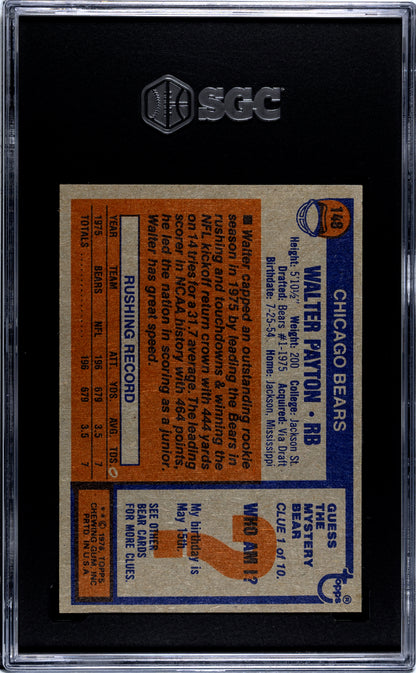 SGC
148
CHICAGO BEARS
WALTER PAYTON • RB
Height: 5'10½" Weight: 200 College: Jackson St.
Drafted: Bears #1-1975 Acquired: Via Draft
Birthdate: 7-25-54 Home: Jackson, Mississippi
■ Walter capped an outstanding rookie
season in 1975 by leading the Bears in
rushing and touchdowns & winning the
NFL kickoff return crown with 444 yards
on 14 tries for a 31.7 average. The leading
scorer in NCAA history with 464 points,
he led the nation in scoring as a Junior.
Walter has great speed.
RUSHING RECORD
YEAR TEAM ATT. YDS. AVG. TDS.
1975 BEARS NFL 196 679 3.5 7
TOTALS 196 679 3.5 7
Topps ®
GUESS
THE
MYSTERY
BEAR
CLUE 1 of 10.
?
WHO AM I?
My birthday is
May 15th.
SEE OTHER
BEAR CARDS
FOR MORE CLUES.
© 1976, TOPPS
CHEWING GUM, INC.
PRTD. IN U.S.A.